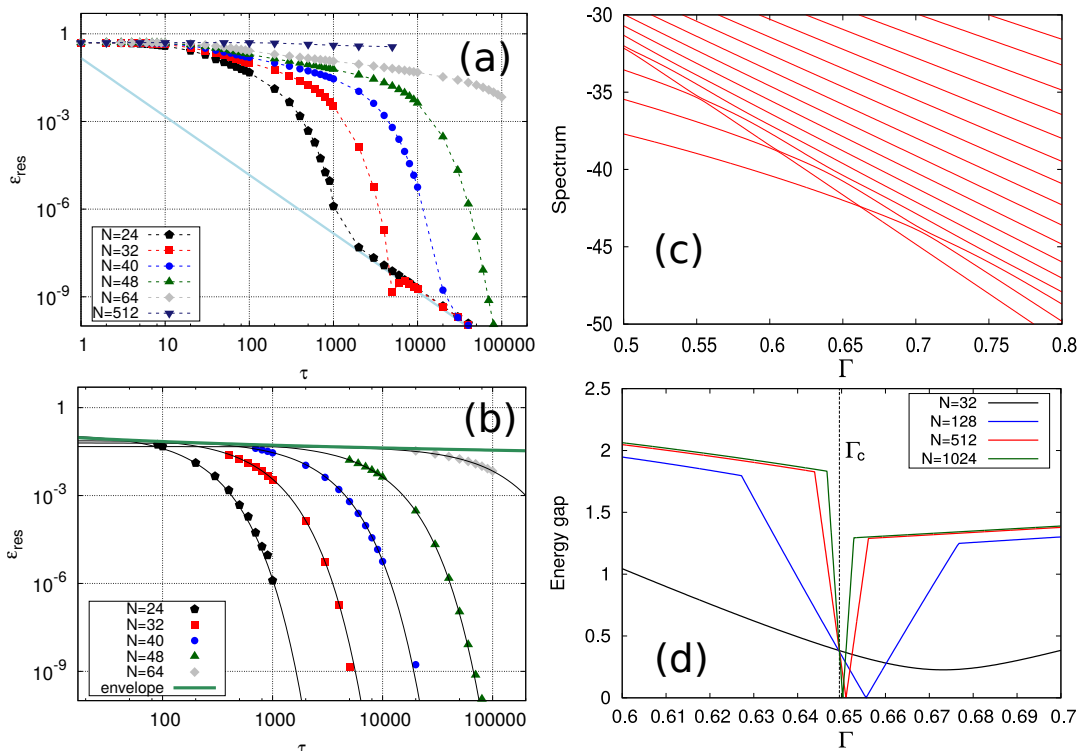 (a)
1
10^-3
10^-6
10^-9
ε_res
N=24
N=32
N=40
N=48
N=64
N=512
1 10 100 1000 10000 100000
τ
(c)
-30
-35
-40
-45
-50
Spectrum
0.5 0.55 0.6 0.65 0.7 0.75 0.8
Γ
(b)
1
10^-3
10^-6
10^-9
ε_res
N=24
N=32
N=40
N=48
N=64
envelope
100 1000 10000 100000
τ
(d)
2.5
2
1.5
1
0.5
0
Energy gap
N=32
N=128
N=512
N=1024
Γ_c
0.6 0.61 0.62 0.63 0.64 0.65 0.66 0.67 0.68 0.69 0.7
Γ